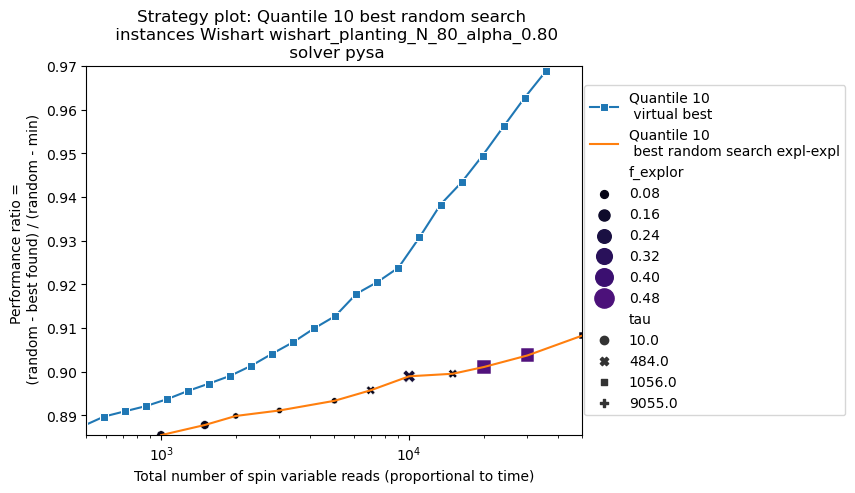 Strategy plot: Quantile 10 best random search
instances Wishart wishart_planting_N_80_alpha_0.80
solver pysa
Performance ratio =
(random - best found) / (random - min)
0.97
0.96
0.95
0.94
0.93
0.92
0.91
0.90
0.89
10³
10⁴
Total number of spin variable reads (proportional to time)
Quantile 10
virtual best
Quantile 10
best random search expl-expl
f_explor
0.08
0.16
0.24
0.32
0.40
0.48
tau
10.0
484.0
1056.0
9055.0